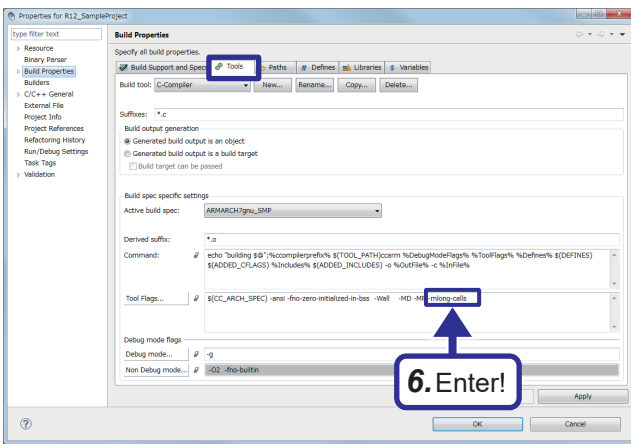 Properties for R12_SampleProject
type filter text
Resource
Binary Parser
Build Properties
Builders
C/C++ General
External File
Project Info
Project References
Refactoring History
Run/Debug Settings
Task Tags
Validation
Build Properties
Specify all build properties.
Build Support and Specs Tools Paths # Defines Libraries $ Variables
Build tool: C-Compiler New... Rename... Copy... Delete...
Suffixes: *.c
Build output generation
Generated build output is an object
Generated build output is a build target
Build target can be passed
Build spec specific settings
Active build spec: ARMARCH7gnu_SMP
Derived suffix: *.o
Command: echo "building $@";%ccompilerprefix% $(TOOL_PATH)ccarm %DebugModeFlags% %ToolFlags% %Defines% $(DEFINES)
$(ADDED_CFLAGS) %Includes% $(ADDED_INCLUDES) -o %OutFile% -c %InFile%
Tool Flags... $(CC_ARCH_SPEC) -ansi -fno-zero-initialized-in-bss -Wall -MD -MP -mlong-calls
Debug mode flags
Debug mode... -g
Non Debug mode... -O2 -fno-builtin
6. Enter!
Apply
? OK Cancel